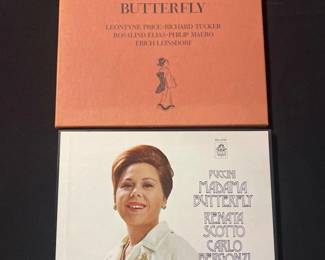 BUTTERFLY
LEONTYNE PRICE · RICHARD TUCKER
ROSALIND ELIAS · PHILIP MAERO
ERICH LEINSDORF
PUCCINI
MADAMA
BUTTERFLY
RENATA
SCOTTO
CARLO
BERGONZI